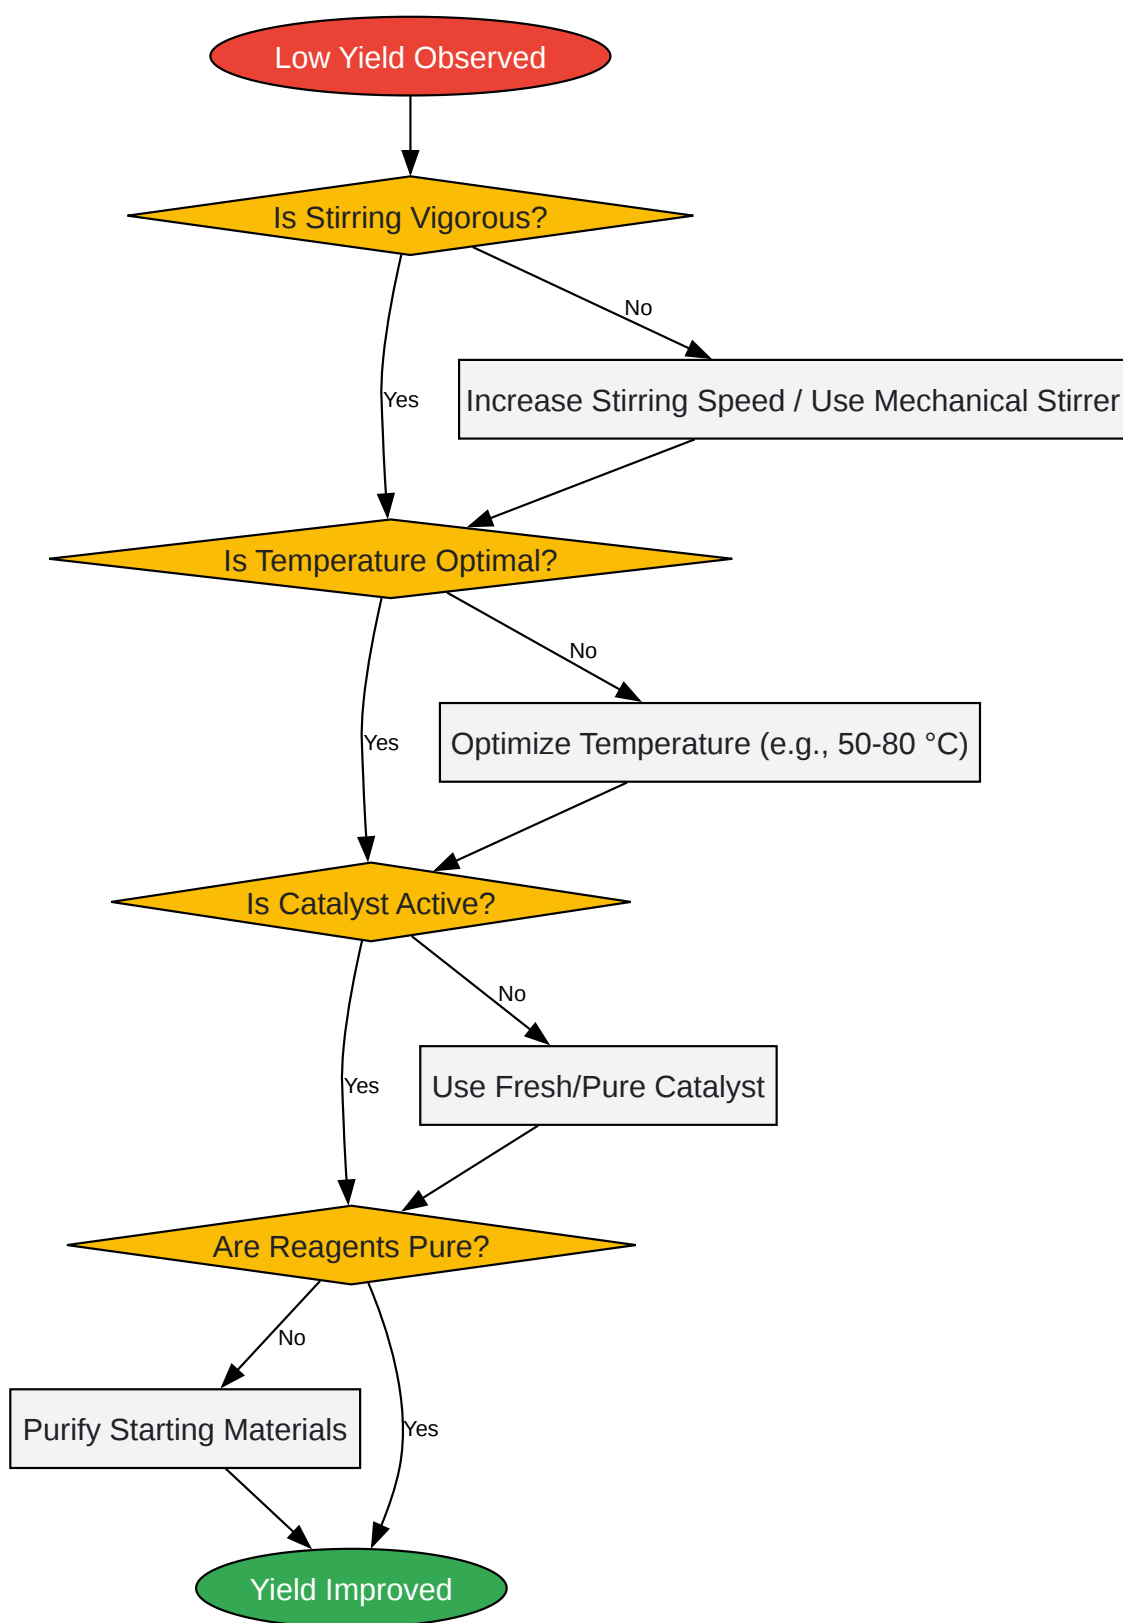 Low Yield Observed
Is Stirring Vigorous?
No
Yes
Increase Stirring Speed / Use Mechanical Stirrer
Is Temperature Optimal?
No
Yes
Optimize Temperature (e.g., 50-80 °C)
Is Catalyst Active?
No
Yes
Use Fresh/Pure Catalyst
Are Reagents Pure?
No
Purify Starting Materials
Yes
Yield Improved